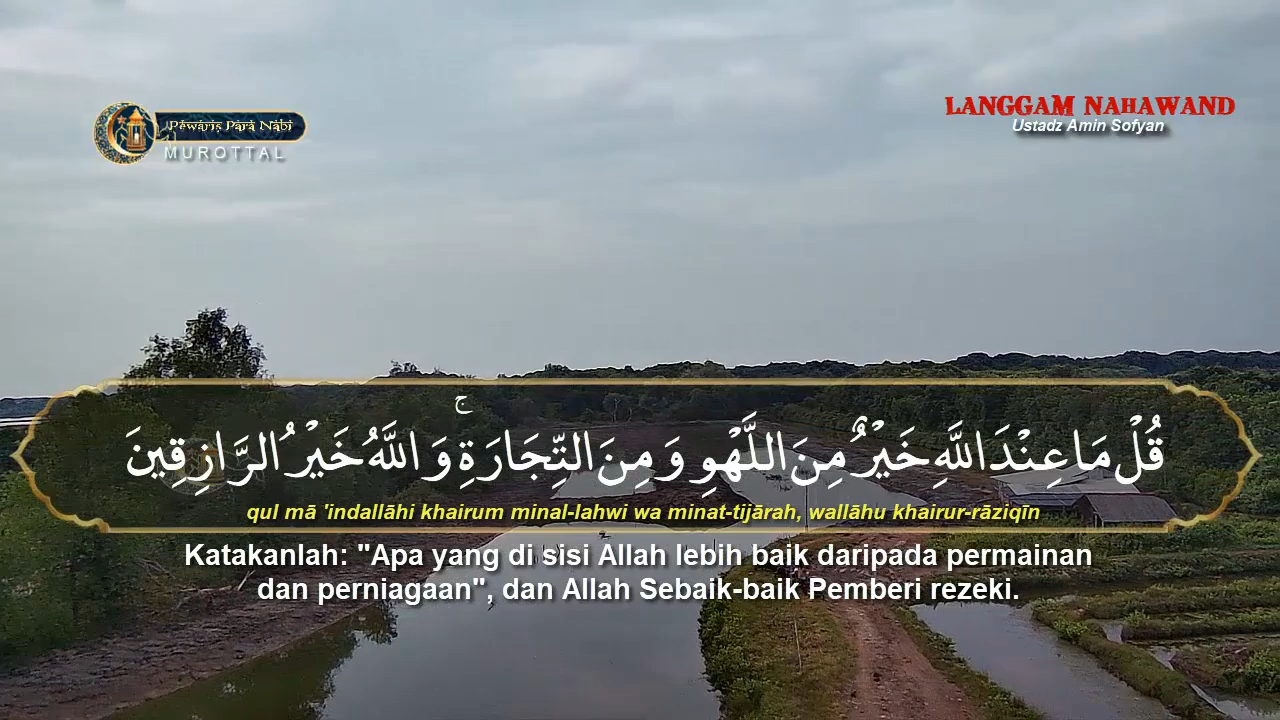 Pewaris Para Nabi
MUROTTAL
LANGGAM NAHAWAND
Ustadz Amin Sofyan
قُلْ مَا عِنْدَ اللَّهِ خَيْرٌ مِنَ اللَّهْوِ وَمِنَ التِّجَارَةِ ۚ وَاللَّهُ خَيْرُ الرَّازِقِينَ
qul mā 'indallāhi khairum minal-lahwi wa minat-tijārah, wallāhu khairur-rāziqīn
Katakanlah: "Apa yang di sisi Allah lebih baik daripada permainan
dan perniagaan", dan Allah Sebaik-baik Pemberi rezeki.